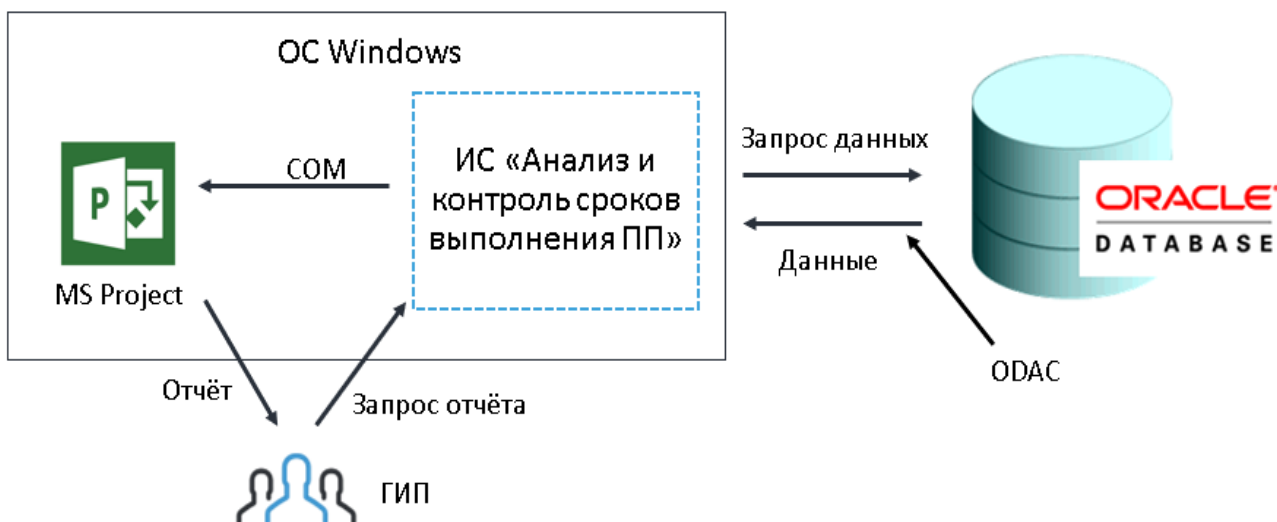 ОС Windows
COM
ИС «Анализ и
контроль сроков
выполнения ПП»
P
MS Project
Запрос данных
Данные
ORACLE
DATABASE
ODAC
Отчёт
Запрос отчёта
ГИП